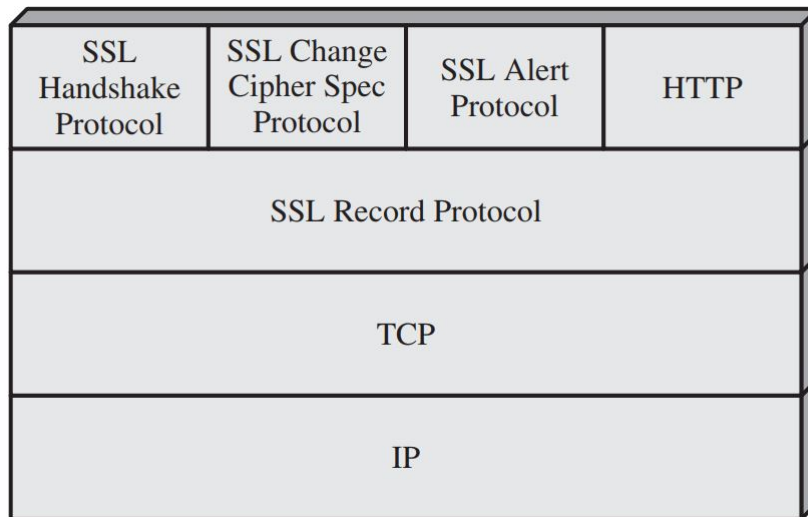 SSL
Handshake
Protocol
SSL Change
Cipher Spec
Protocol
SSL Alert
Protocol
HTTP
SSL Record Protocol
TCP
IP